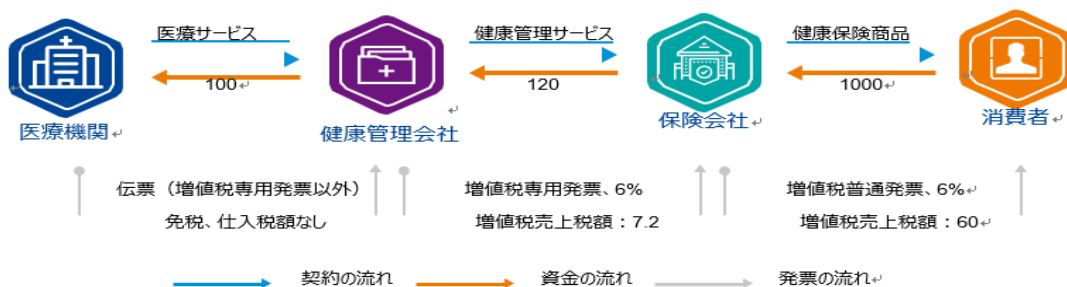 医療サービス
健康管理サービス
健康保険商品
100
120
1000
医療機関
健康管理会社
保険会社
消費者
伝票（増値税専用発票以外）
免税、仕入税額なし
増値税専用発票、6%
増値税売上税額：7.2
増値税普通発票、6%
増値税売上税額：60
契約の流れ
資金の流れ
発票の流れ